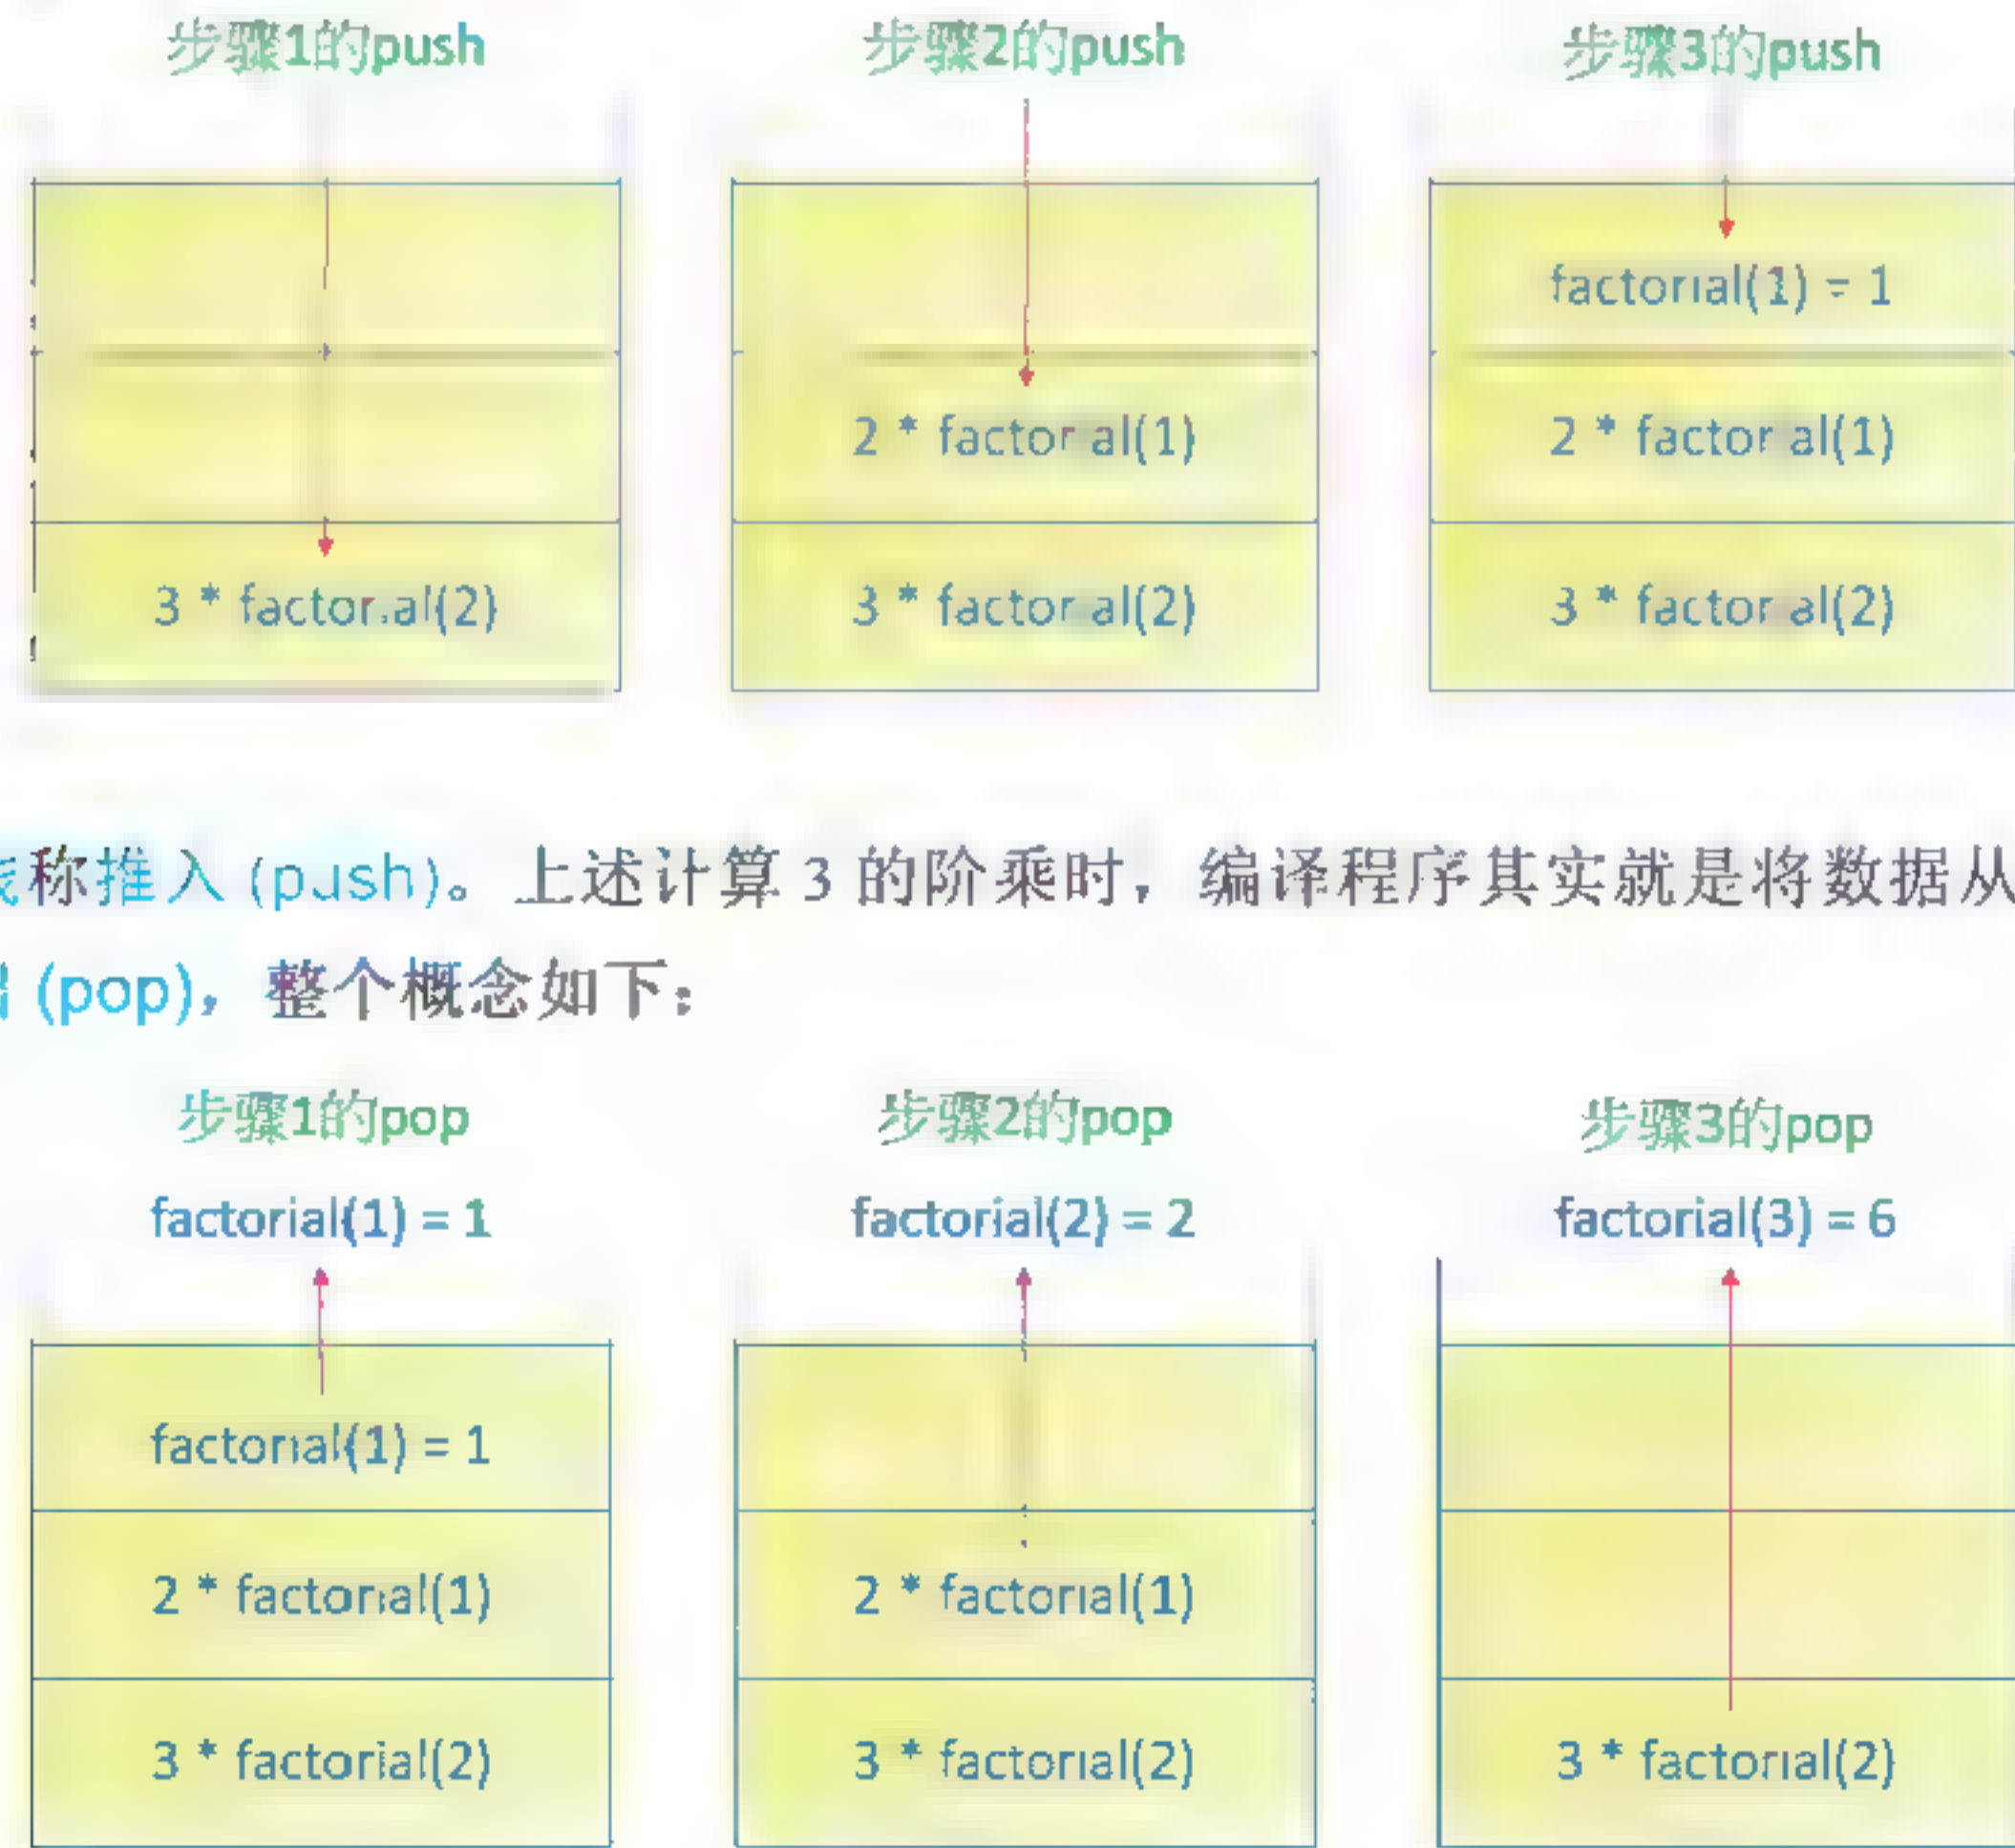 步骤1的push 步骤2的push 步骤3的push
factorial(1) = 1
2 * factorial(1) 2 * factorial(1)
3 * factorial(2) 3 * factorial(2) 3 * factorial(2)
称推入 (push)。上述计算 3 的阶乘时，编译程序其实就是将数据从
(pop)，整个概念如下：
步骤1的pop 步骤2的pop 步骤3的pop
factorial(1) = 1 factorial(2) = 2 factorial(3) = 6
factorial(1) = 1
2 * factorial(1) 2 * factorial(1)
3 * factorial(2) 3 * factorial(2) 3 * factorial(2)